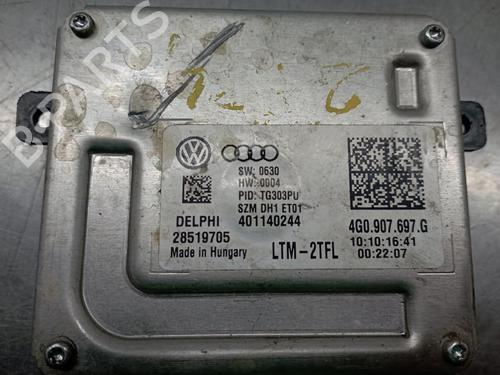 B-PARTS
SW: 0630
HW: 0004
PID: TG303PU
SZM DH1 ET01
DELPHI 401140244
28519705
Made in Hungary
LTM-2TFL
4G0.907.697.G
10:10:16:41
00:22:07